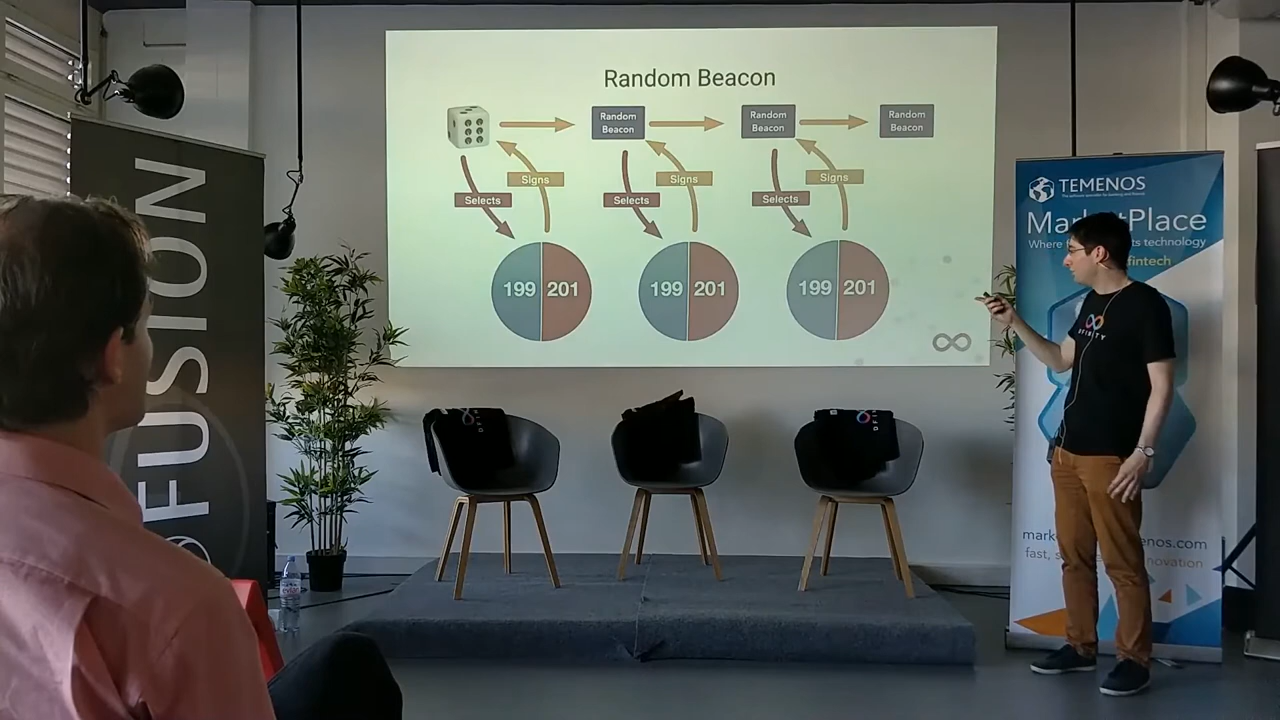 Random Beacon
Random
Beacon
Random
Beacon
Random
Beacon
Signs
Signs
Signs
Selects
Selects
Selects
199 201
199 201
199 201
FUSION
TEMENOS
MarketPlace
technology
fintech